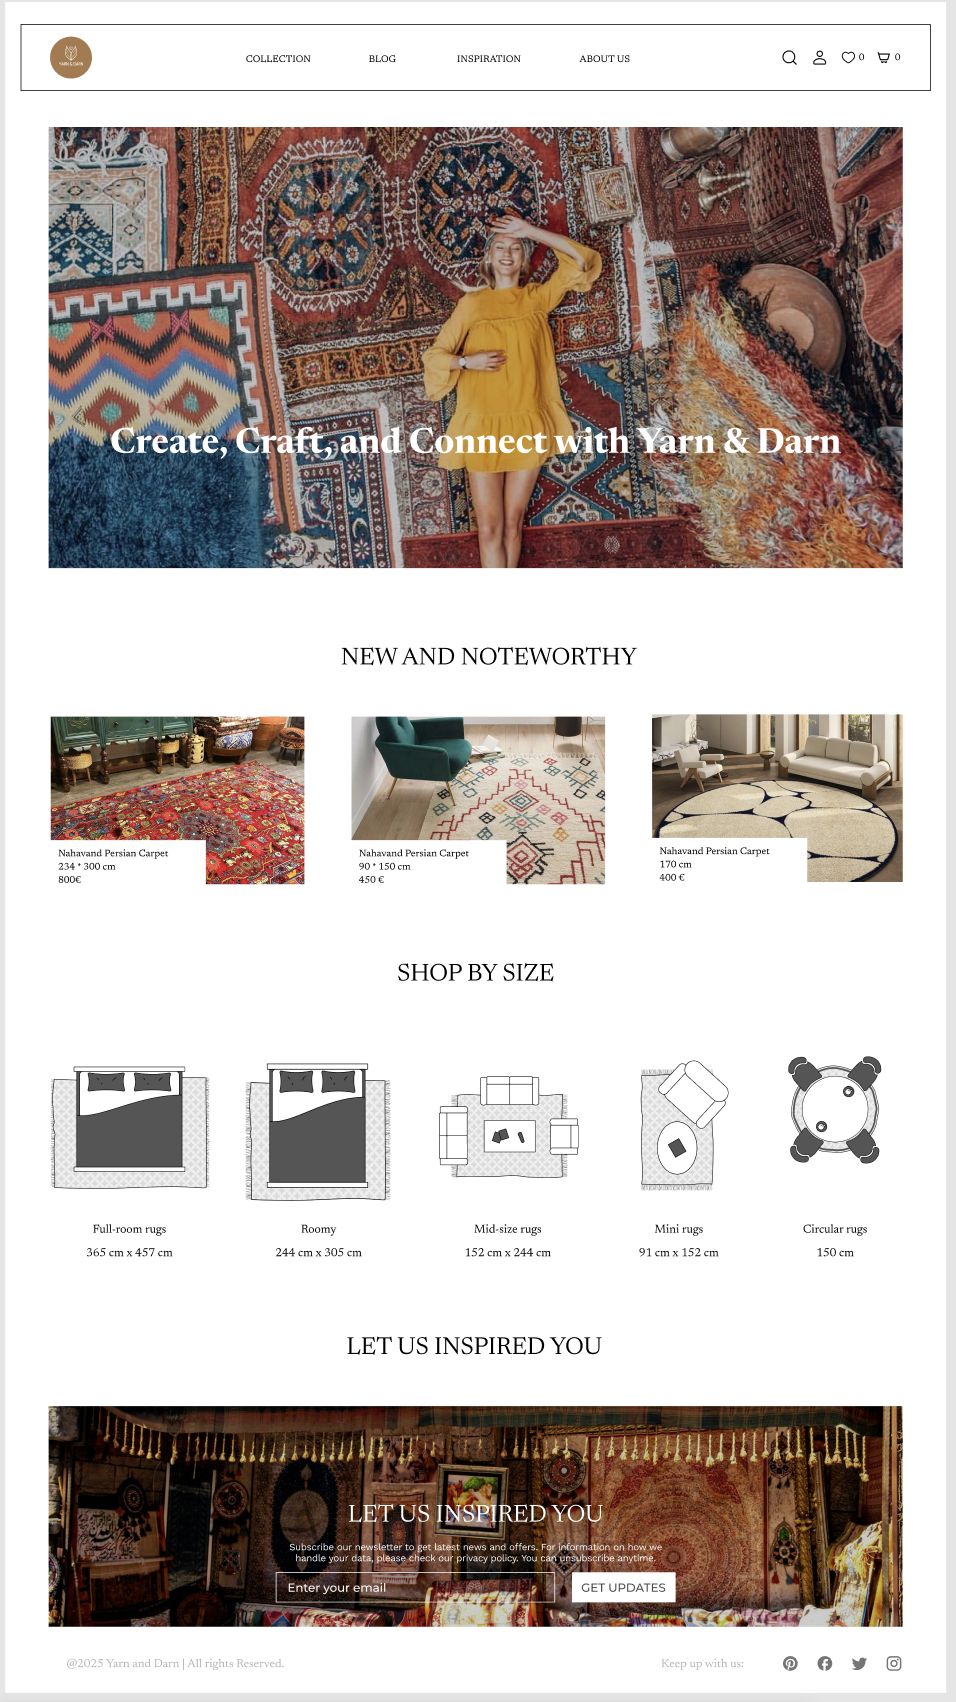 YARN & DARN
COLLECTION
BLOG
INSPIRATION
ABOUT US
0
0
Create, Craft, and Connect with Yarn & Darn
NEW AND NOTEWORTHY
Nahavand Persian Carpet
234 * 300 cm
800€
Nahavand Persian Carpet
90 * 150 cm
450 €
Nahavand Persian Carpet
170 cm
400 €
SHOP BY SIZE
Full-room rugs
365 cm x 457 cm
Roomy
244 cm x 305 cm
Mid-size rugs
152 cm x 244 cm
Mini rugs
91 cm x 152 cm
Circular rugs
150 cm
LET US INSPIRED YOU
LET US INSPIRED YOU
Subscribe our newsletter to get latest news and offers. For information on how we
handle your data, please check our privacy policy. You can unsubscribe anytime.
Enter your email
GET UPDATES
@2025 Yarn and Darn | All rights Reserved.
Keep up with us: